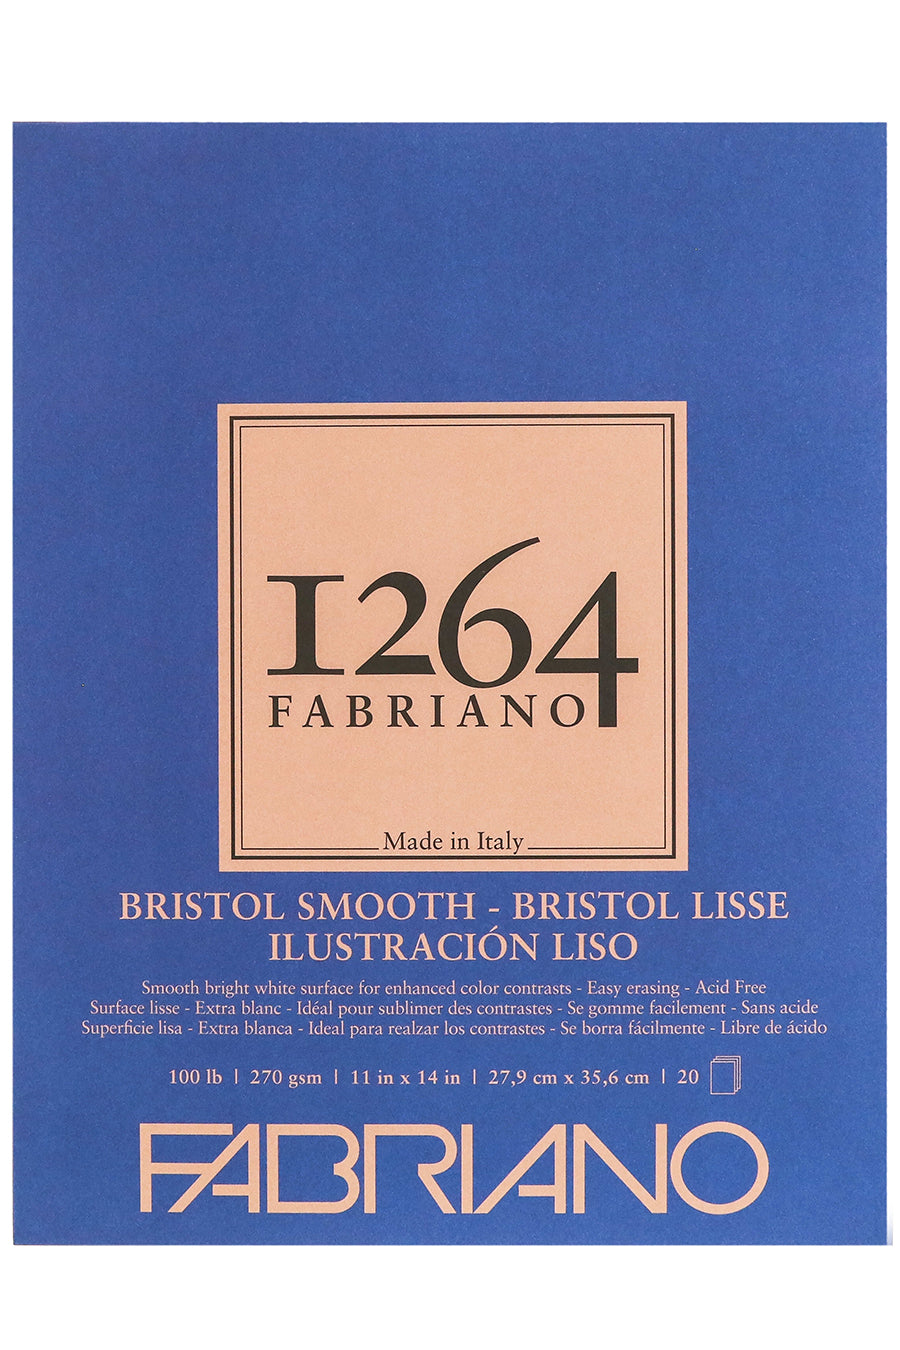 1264
FABRIANO
Made in Italy
BRISTOL SMOOTH - BRISTOL LISSE
ILUSTRACIÓN LISO
Smooth bright white surface for enhanced color contrasts - Easy erasing - Acid Free
Surface lisse - Extra blanc - Idéal pour sublimer des contrastes - Se gomme facilement - Sans acide
Superficie lisa - Extra blanca - Ideal para realzar los contrastes - Se borra fácilmente - Libre de ácido
100 lb | 270 gsm | 11 in x 14 in | 27,9 cm x 35,6 cm | 20
FABRIANO